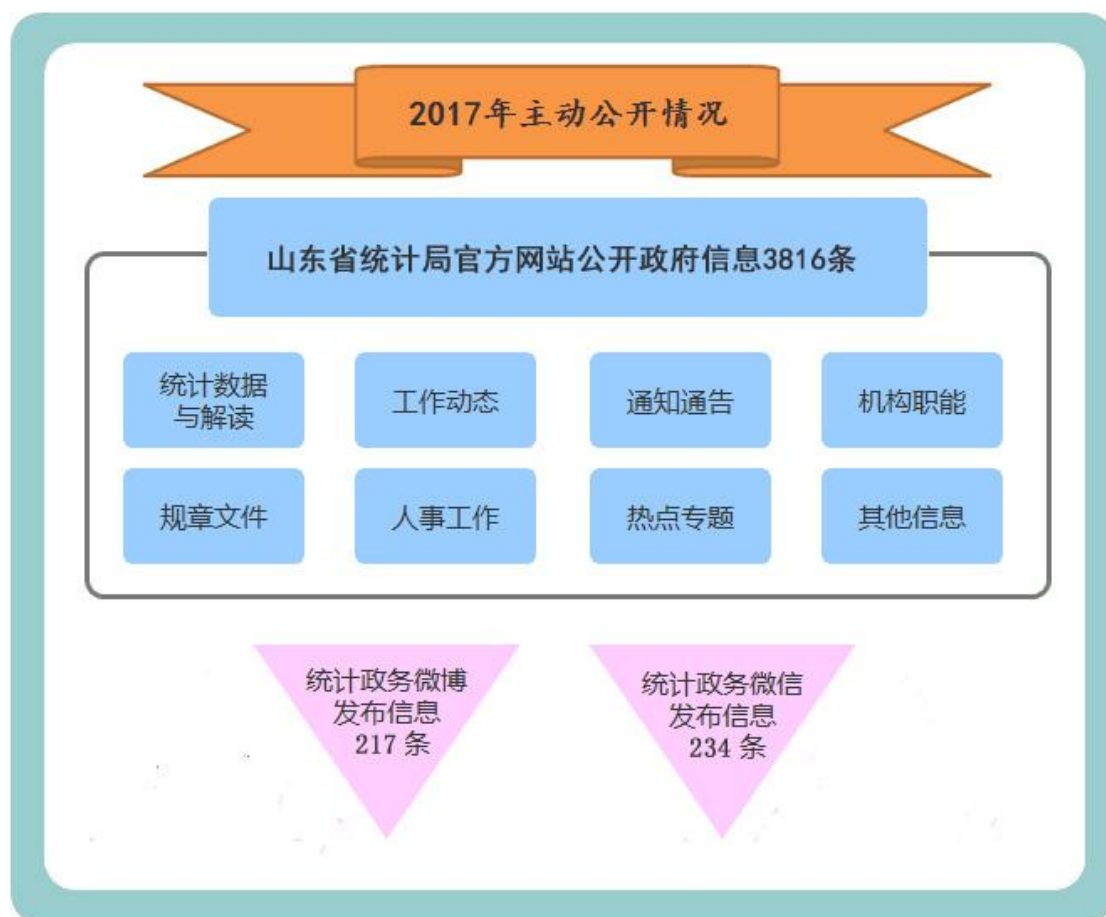 2017年主动公开情况
山东省统计局官方网站公开政府信息3816条
统计数据
与解读
工作动态
通知通告
机构职能
规章文件
人事工作
热点专题
其他信息
统计政务微博
发布信息
217 条
统计政务微信
发布信息
234 条